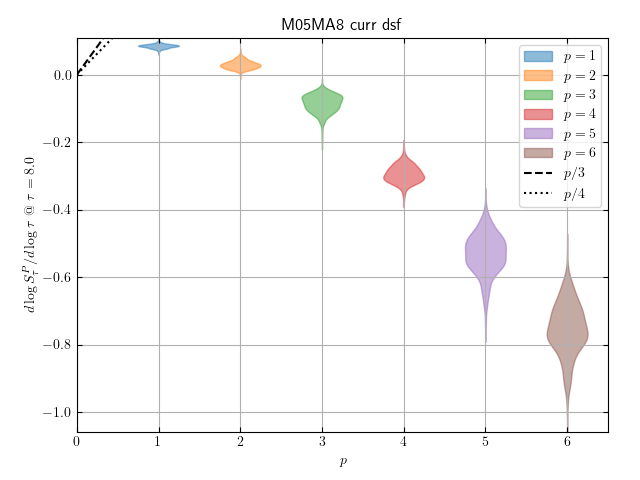 M05MA8 curr dsf
d log S_τ^P / d log τ @ τ = 8.0
0.0
−0.2
−0.4
−0.6
−0.8
−1.0
0 1 2 3 4 5 6
p
p = 1
p = 2
p = 3
p = 4
p = 5
p = 6
p/3
p/4